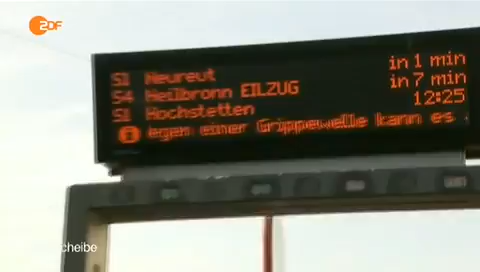 ZDF
S1 Neureut in 1 min
S4 Heilbronn EILZUG in 7 min
S1 Hochstetten 12:25
i egen einer Grippewelle kann es
cheibe